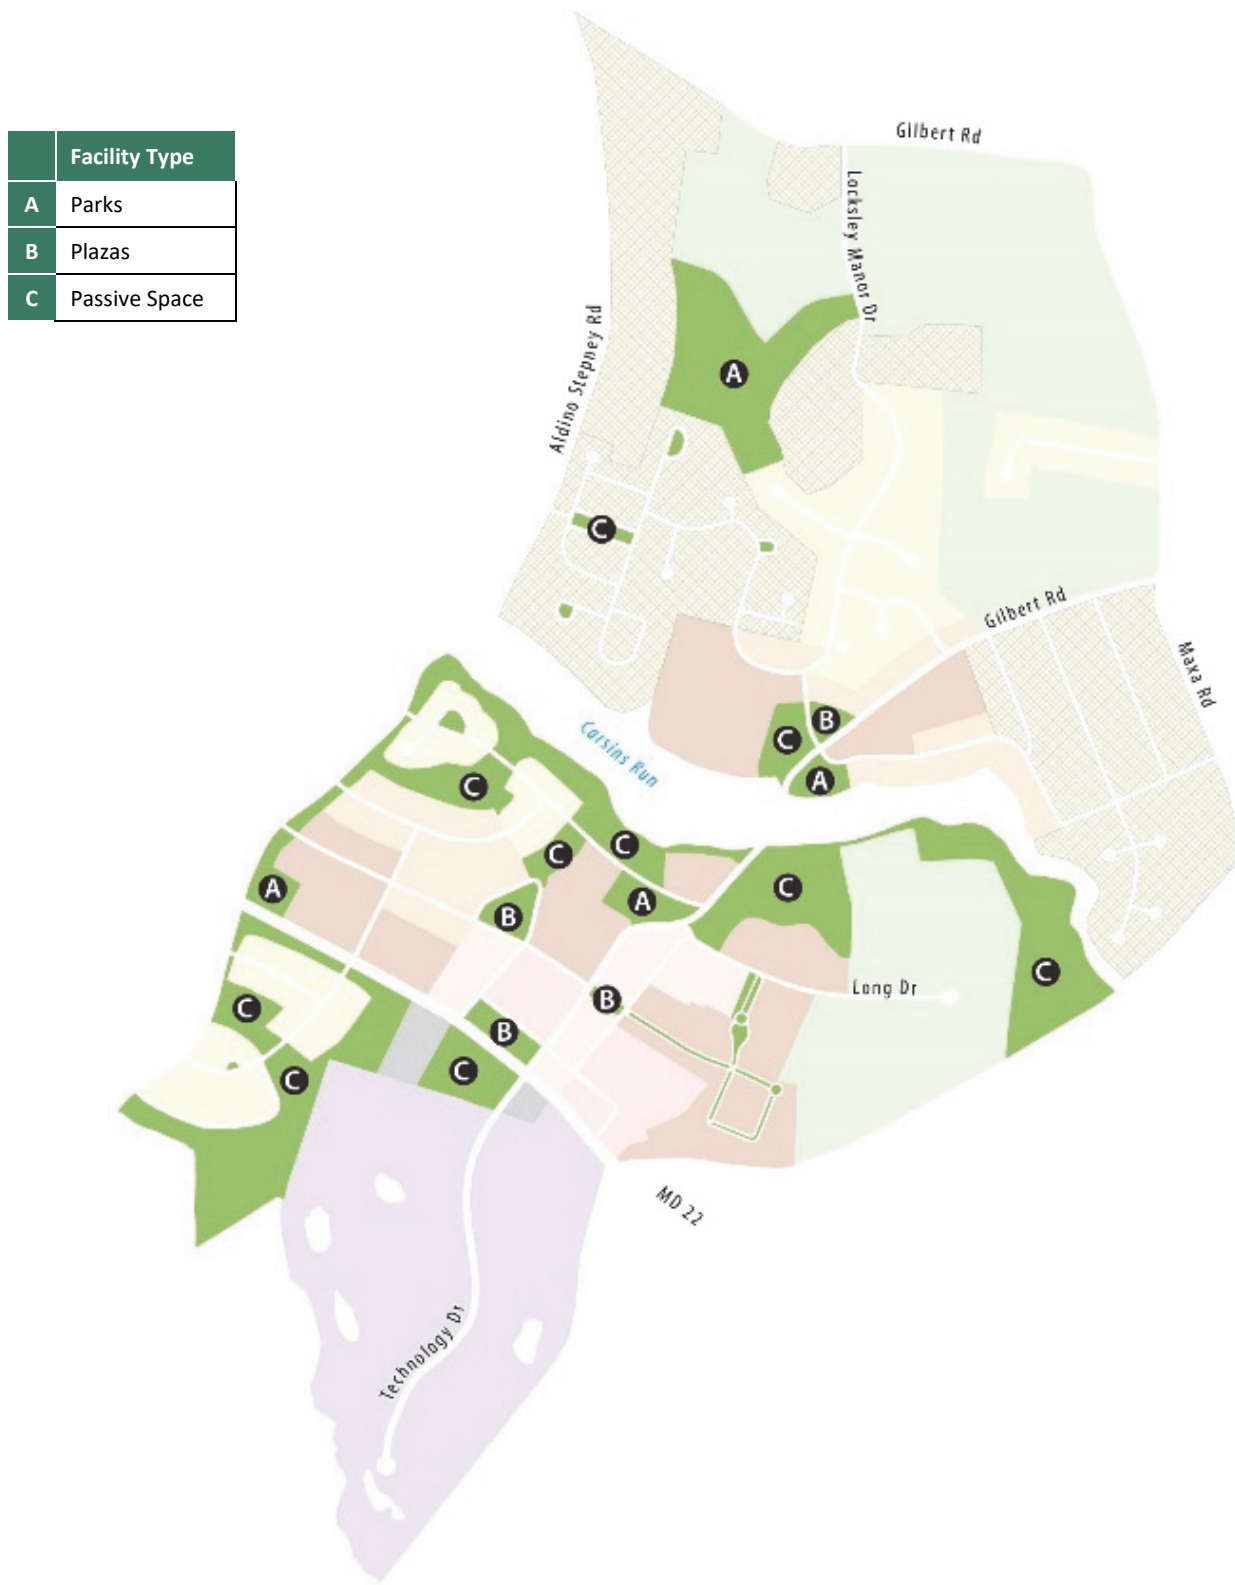 Facility Type
A Parks
B Plazas
C Passive Space
Gilbert Rd
Locksley Manor Dr
Aldino Stepney Rd
A
C
Gilbert Rd
Maxa Rd
B
C
A
Carsins Run
C
C
C
A
A
B
C
C
B
Long Dr
C
B
C
C
MD 22
Technology Dr